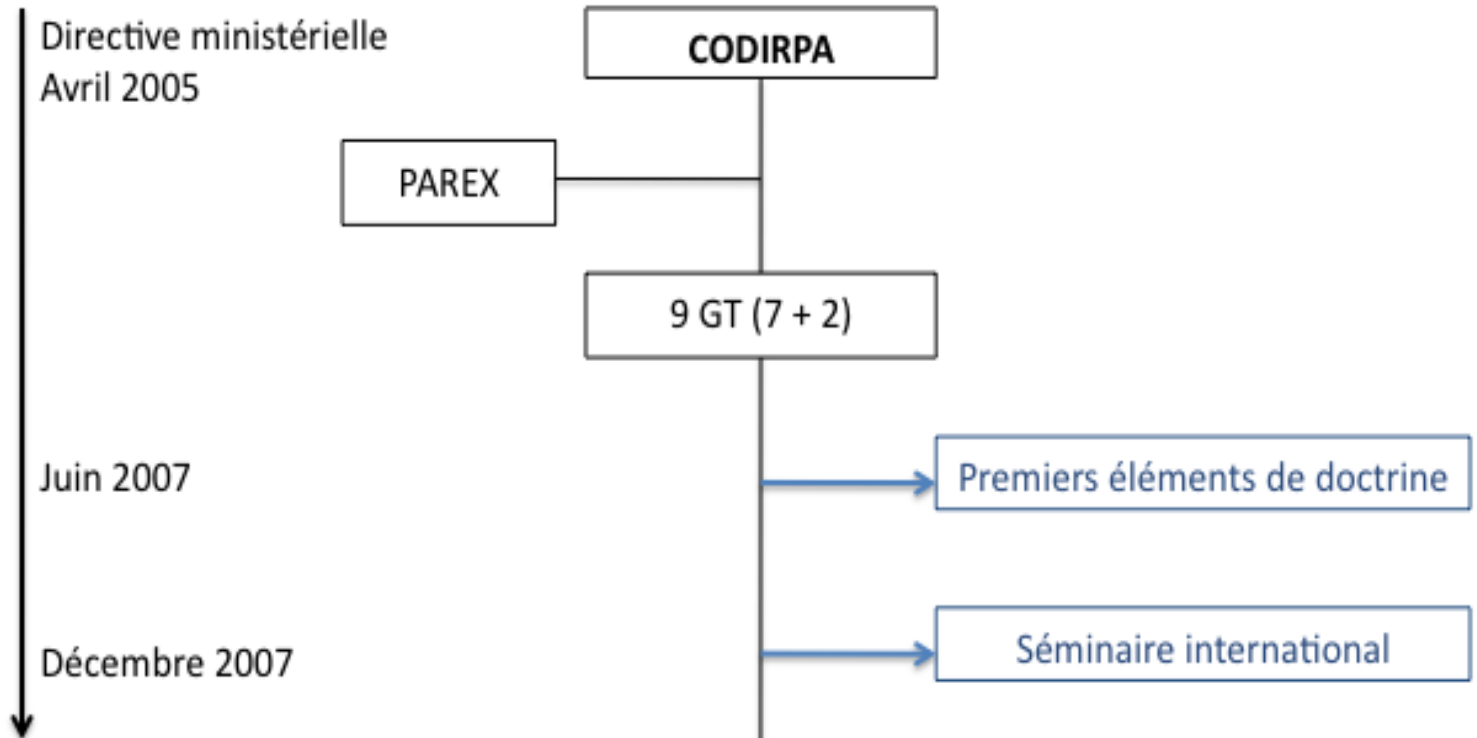 Directive ministérielle
Avril 2005
CODIRPA
PAREX
9 GT (7 + 2)
Juin 2007
Premiers éléments de doctrine
Décembre 2007
Séminaire international